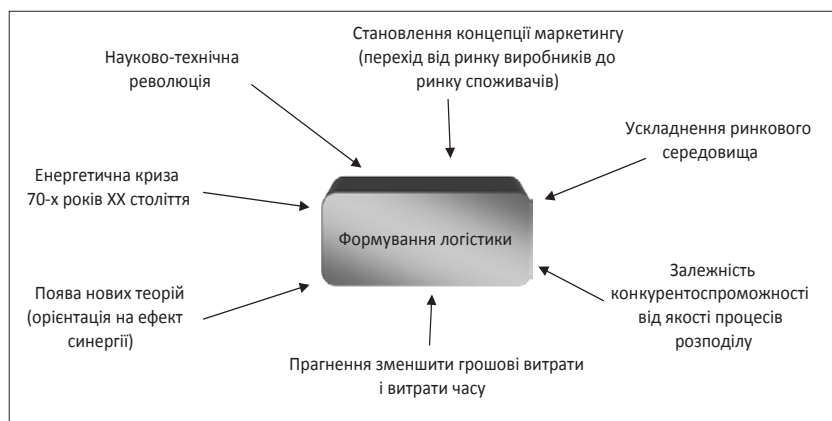 Становлення концепції маркетингу
(перехід від ринку виробників до
ринку споживачів)
Науково-технічна
революція
Ускладнення ринкового
середовища
Енергетична криза
70-х років ХХ століття
Формування логістики
Залежність
конкурентоспроможності
від якості процесів
розподілу
Поява нових теорій
(орієнтація на ефект
синергії)
Прагнення зменшити грошові витрати
і витрати часу